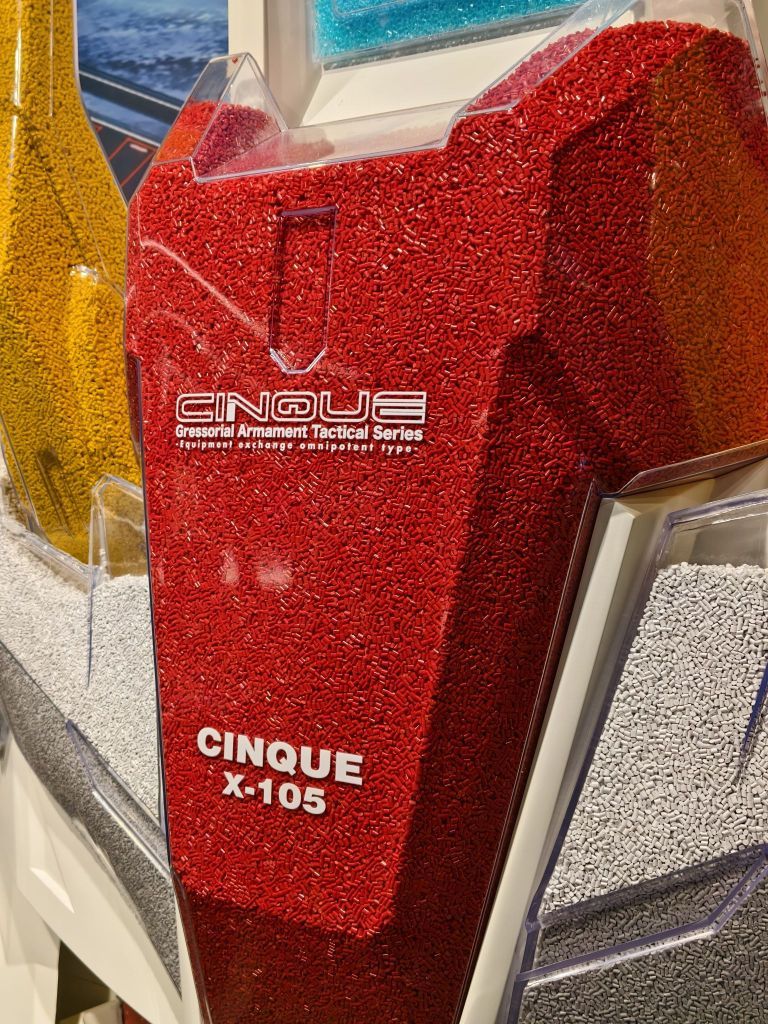 CINQUE
Gressorial Armament Tactical Series
-Equipment exchange omnipotent type-
CINQUE
X-105